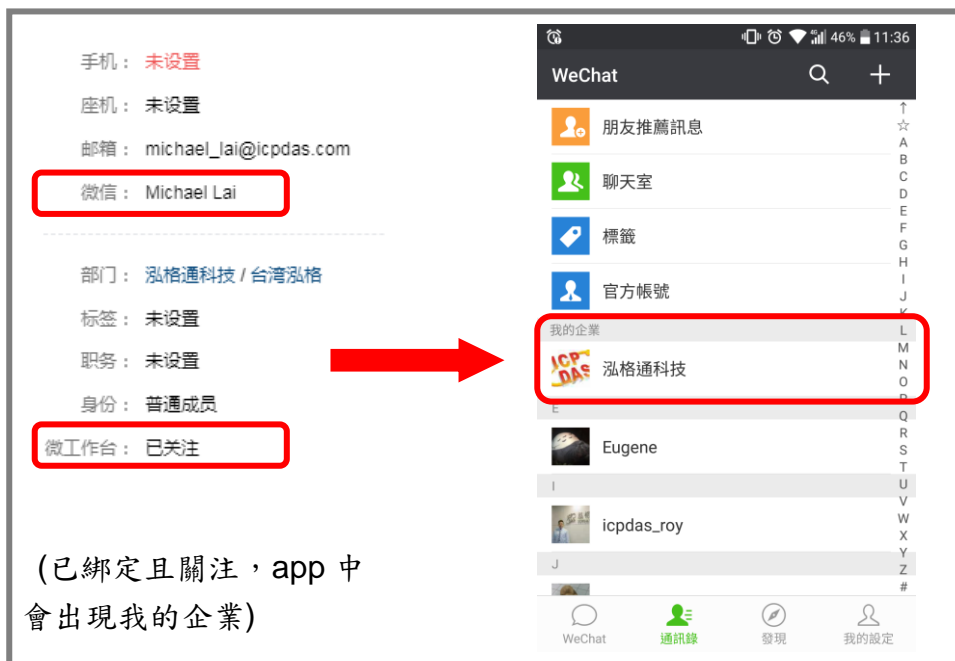 手机： 未设置
座机： 未设置
邮箱： michael_lai@icpdas.com
微信： Michael Lai
部门： 泓格通科技 / 台湾泓格
标签： 未设置
职务： 未设置
身份： 普通成员
微工作台： 已关注
(已綁定且關注，app 中
會出現我的企業)
46% 11:36
WeChat
朋友推薦訊息
聊天室
標籤
官方帳號
我的企業
ICP DAS
泓格通科技
E
Eugene
I
icpdas_roy
J
↑
☆
A
B
C
D
E
F
G
H
I
J
K
L
M
N
O
P
Q
R
S
T
U
V
W
X
Y
Z
#
WeChat 通訊錄 發現 我的設定